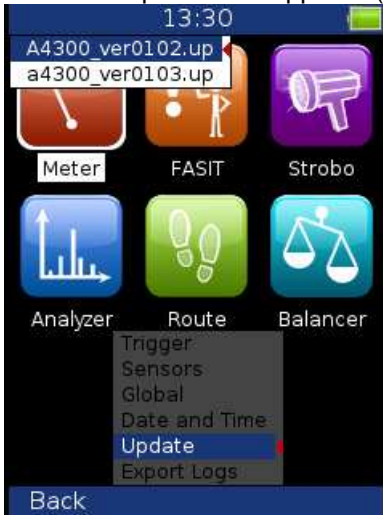 13:30
A4300_ver0102.up
a4300_ver0103.up
Meter FASIT Strobo
Analyzer Route Balancer
Trigger
Sensors
Global
Date and Time
Update
Export Logs
Back